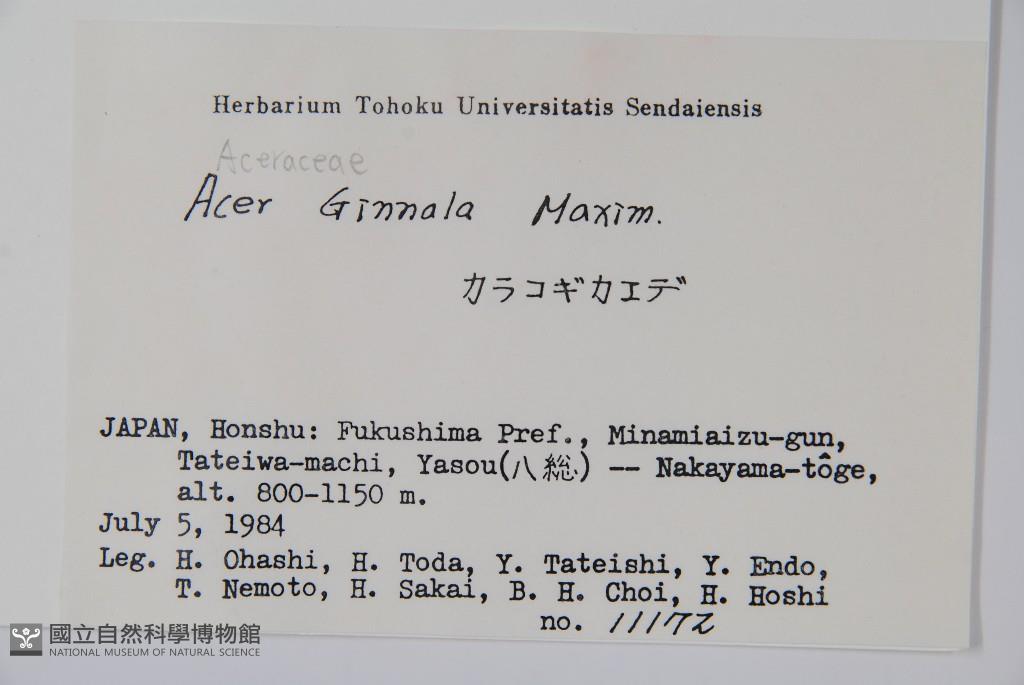 Herbarium Tohoku Universitatis Sendaiensis
Aceraceae
Acer Ginnala Maxim.
カラコギカエデ
JAPAN, Honshu: Fukushima Pref., Minamiaizu-gun,
Tateiwa-machi, Yasou(八総) -- Nakayama-tôge,
alt. 800-1150 m.
July 5, 1984
Leg. H. Ohashi, H. Toda, Y. Tateishi, Y. Endo,
T. Nemoto, H. Sakai, B. H. Choi, H. Hoshi
no. 11172
國立自然科學博物館
NATIONAL MUSEUM OF NATURAL SCIENCE